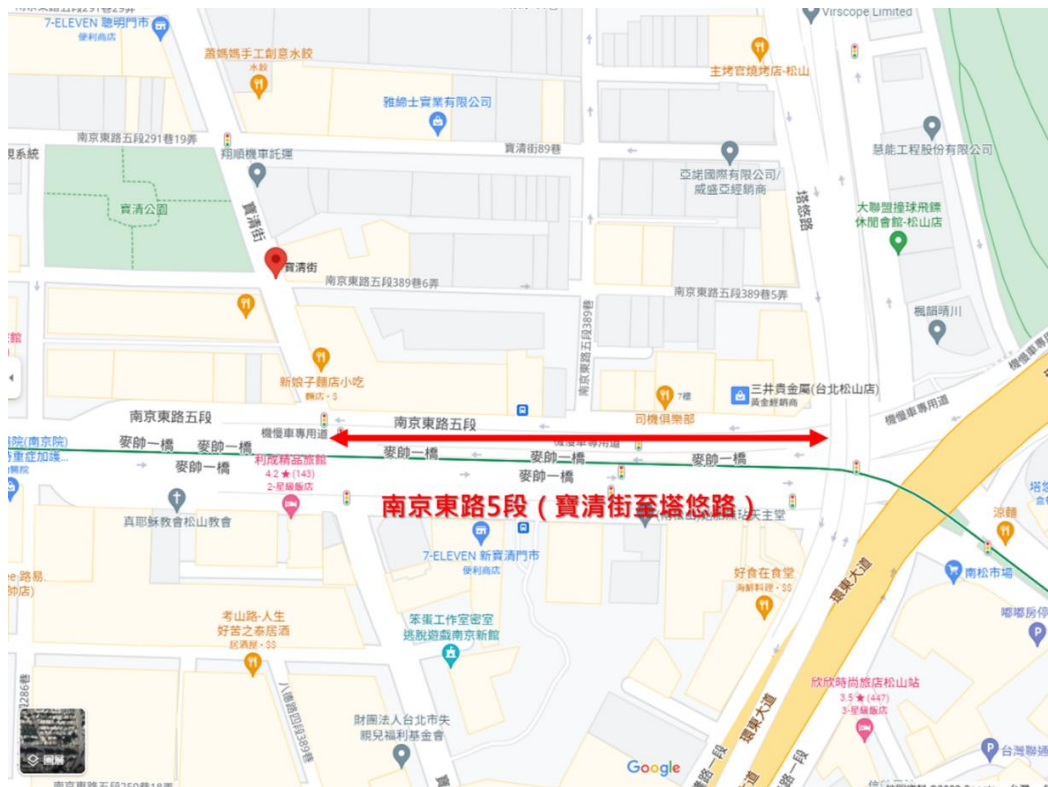 7-ELEVEN 聰明門市
便利商店
蕭媽媽手工創意水餃
水餃
雅締士實業有限公司
Virscope Limited
主烤官燒烤店-松山
南京東路五段291巷19弄
翔順機車託運
寶清街89巷
亞諾國際有限公司/
威盛亞經銷商
慧能工程股份有限公司
寶清公園
寶清街
塔悠路
大聯盟撞球飛鏢
休閒會館-松山店
寶清街
南京東路五段389巷6弄
南京東路五段389巷5弄
南京東路五段389巷
楓韻晴川
新娘子麵店小吃
麵店・$
7樓
司機俱樂部
三井貴金屬(台北松山店)
黃金經銷商
機慢車專用道
機慢車專用道
南京東路五段
南京東路五段
機慢車專用道
機慢車專用道
麥帥一橋
麥帥一橋
麥帥一橋
麥帥一橋
麥帥一橋
麥帥一橋
麥帥一橋
利成精品旅館
4.2 ★ (143)
2-星級飯店
南京東路5段（寶清街至塔悠路）
真耶穌教會松山教會
7-ELEVEN 新寶清門市
便利商店
涼麵
南松市場
環東大道
好食在食堂
海鮮料理・$$
考山路-人生
好苦之泰居酒
居酒屋・$$
笨蛋工作室密室
逃脫遊戲南京新館
八德路四段389巷
財團法人台北市失
親兒福利基金會
欣欣時尚旅店松山站
3.5 ★ (447)
3-星級飯店
環東大道
嘟嘟房停
台灣聯通
Google